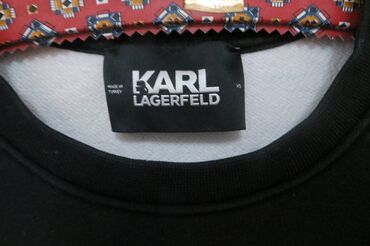 MADE IN
TURKEY
KARL
LAGERFELD
XS